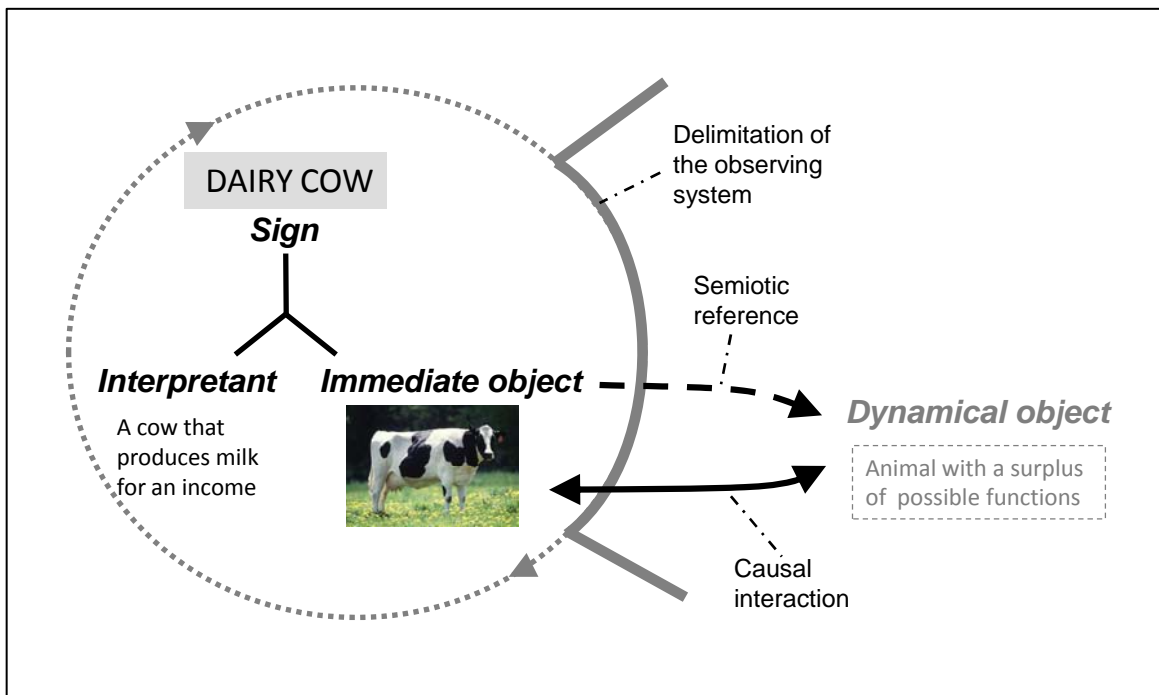 DAIRY COW
Sign
Interpretant
A cow that
produces milk
for an income
Immediate object
Delimitation of
the observing
system
Semiotic
reference
Dynamical object
Animal with a surplus
of possible functions
Causal
interaction